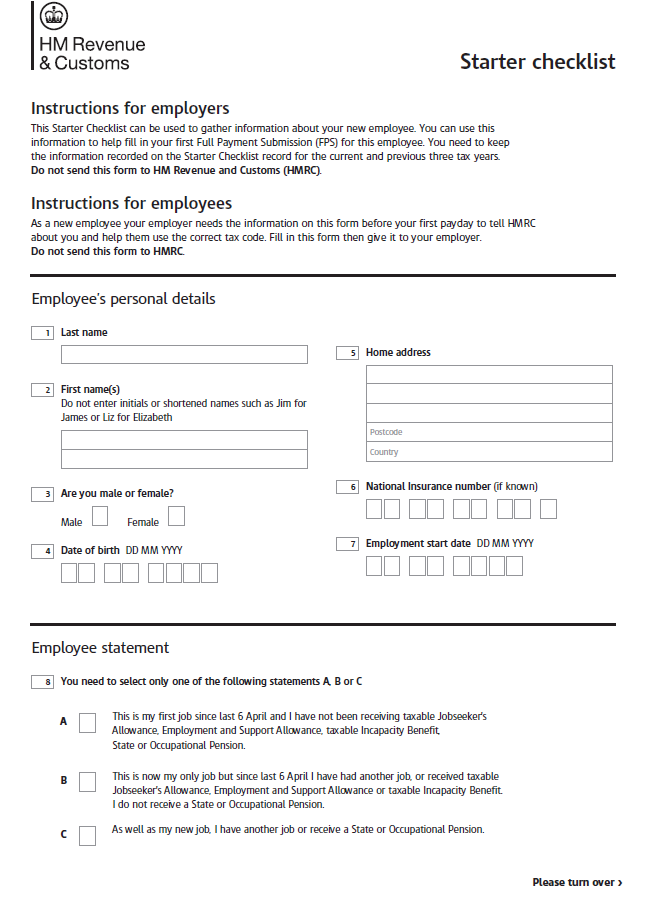 HM Revenue
& Customs
Starter checklist
Instructions for employers
This Starter Checklist can be used to gather information about your new employee. You can use this
information to help fill in your first Full Payment Submission (FPS) for this employee. You need to keep
the information recorded on the Starter Checklist record for the current and previous three tax years.
Do not send this form to HM Revenue and Customs (HMRC).
Instructions for employees
As a new employee your employer needs the information on this form before your first payday to tell HMRC
about you and help them use the correct tax code. Fill in this form then give it to your employer.
Do not send this form to HMRC.
Employee's personal details
1 Last name
2 First name(s)
Do not enter initials or shortened names such as Jim for
James or Liz for Elizabeth
3 Are you male or female?
Male Female
4 Date of birth DD MM YYYY
5 Home address
Postcode
Country
6 National Insurance number (if known)
7 Employment start date DD MM YYYY
Employee statement
8 You need to select only one of the following statements A, B or C
A This is my first job since last 6 April and I have not been receiving taxable Jobseeker's
Allowance, Employment and Support Allowance, taxable Incapacity Benefit,
State or Occupational Pension.
B This is now my only job but since last 6 April I have had another job, or received taxable
Jobseeker's Allowance, Employment and Support Allowance or taxable Incapacity Benefit.
I do not receive a State or Occupational Pension.
C As well as my new job, I have another job or receive a State or Occupational Pension.
Please turn over ›